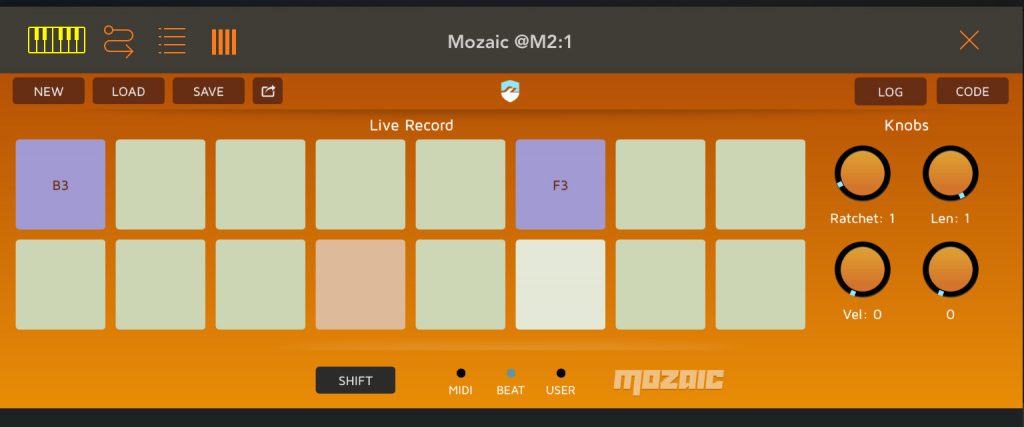 Mozaic @M2:1
NEW LOAD SAVE LOG CODE
Live Record Knobs
B3 F3
Ratchet: 1 Len: 1
Vel: 0 0
SHIFT MIDI BEAT USER mozaic